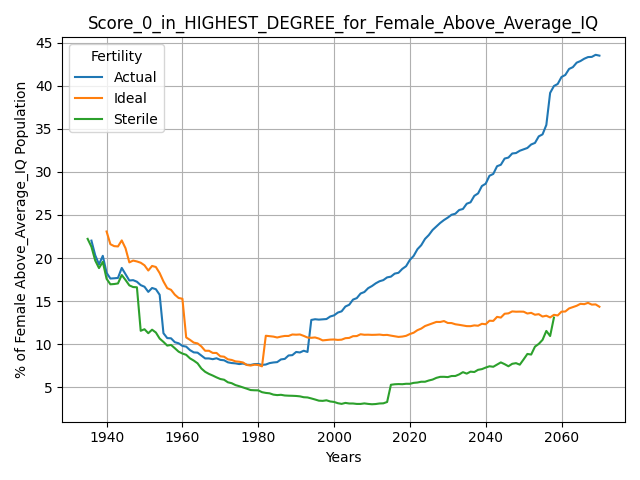 Score_0_in_HIGHEST_DEGREE_for_Female_Above_Average_IQ
Fertility
Actual
Ideal
Sterile
% of Female Above_Average_IQ Population
45
40
35
30
25
20
15
10
5
1940 1960 1980 2000 2020 2040 2060
Years